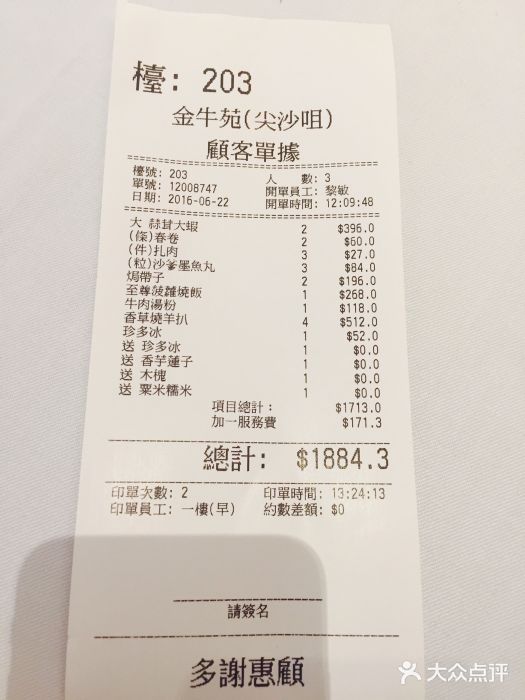 檯: 203
金牛苑(尖沙咀)
顧客單據
檯號: 203 人 數: 3
單號: 12008747 開單員工: 黎敏
日期: 2016-06-22 開單時間: 12:09:48
大 蒜茸大蝦 2 $396.0
(條)春卷 2 $60.0
(件)扎肉 3 $27.0
(粒)沙爹墨魚丸 3 $84.0
焗帶子 2 $196.0
至尊菠蘿燒飯 1 $268.0
牛肉湯粉 1 $118.0
香草燒羊扒 4 $512.0
珍多冰 1 $52.0
送 珍多冰 1 $0.0
送 香芋蓮子 1 $0.0
送 木槐 1 $0.0
送 粟米糯米 1 $0.0
項目總計: $1713.0
加一服務費 $171.3
總計: $1884.3
印單次數: 2 印單時間: 13:24:13
印單員工: 一樓(早) 約數差額: $0
請簽名
多謝惠顧
大众点评